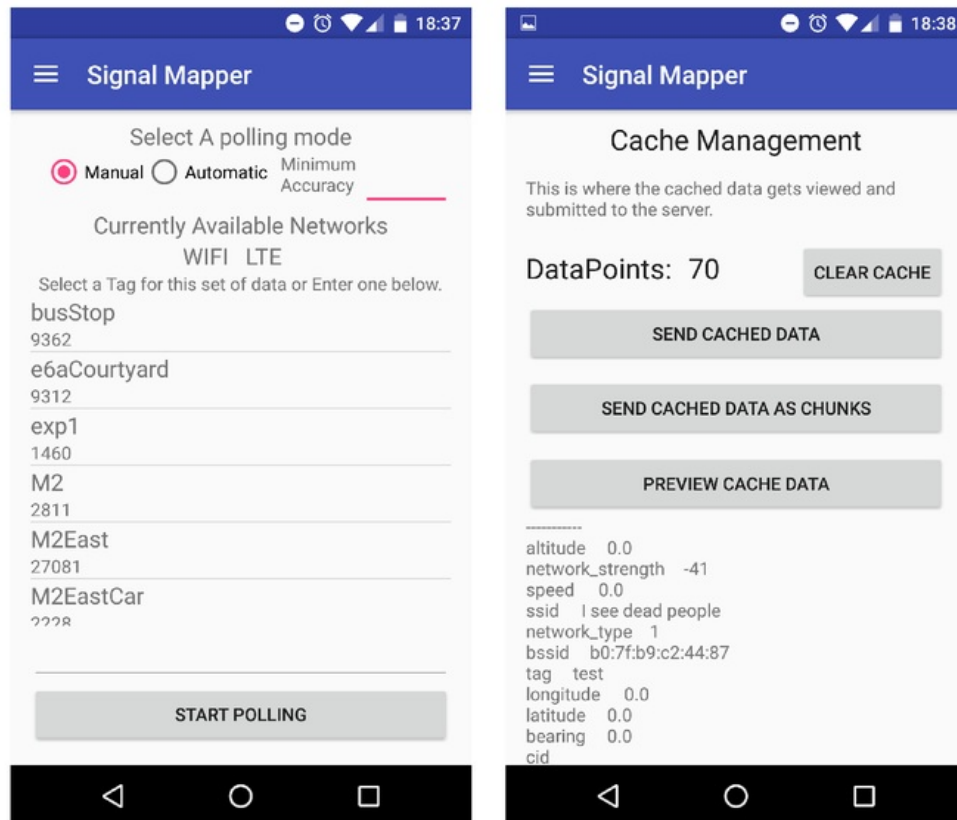 18:37
Signal Mapper
Select A polling mode
Manual Automatic Minimum Accuracy
Currently Available Networks
WIFI LTE
Select a Tag for this set of data or Enter one below.
busStop
9362
e6aCourtyard
9312
exp1
1460
M2
2811
M2East
27081
M2EastCar
2228
START POLLING
18:38
Signal Mapper
Cache Management
This is where the cached data gets viewed and
submitted to the server.
DataPoints: 70 CLEAR CACHE
SEND CACHED DATA
SEND CACHED DATA AS CHUNKS
PREVIEW CACHE DATA
-----------
altitude 0.0
network_strength -41
speed 0.0
ssid I see dead people
network_type 1
bssid b0:7f:b9:c2:44:87
tag test
longitude 0.0
latitude 0.0
bearing 0.0
cid